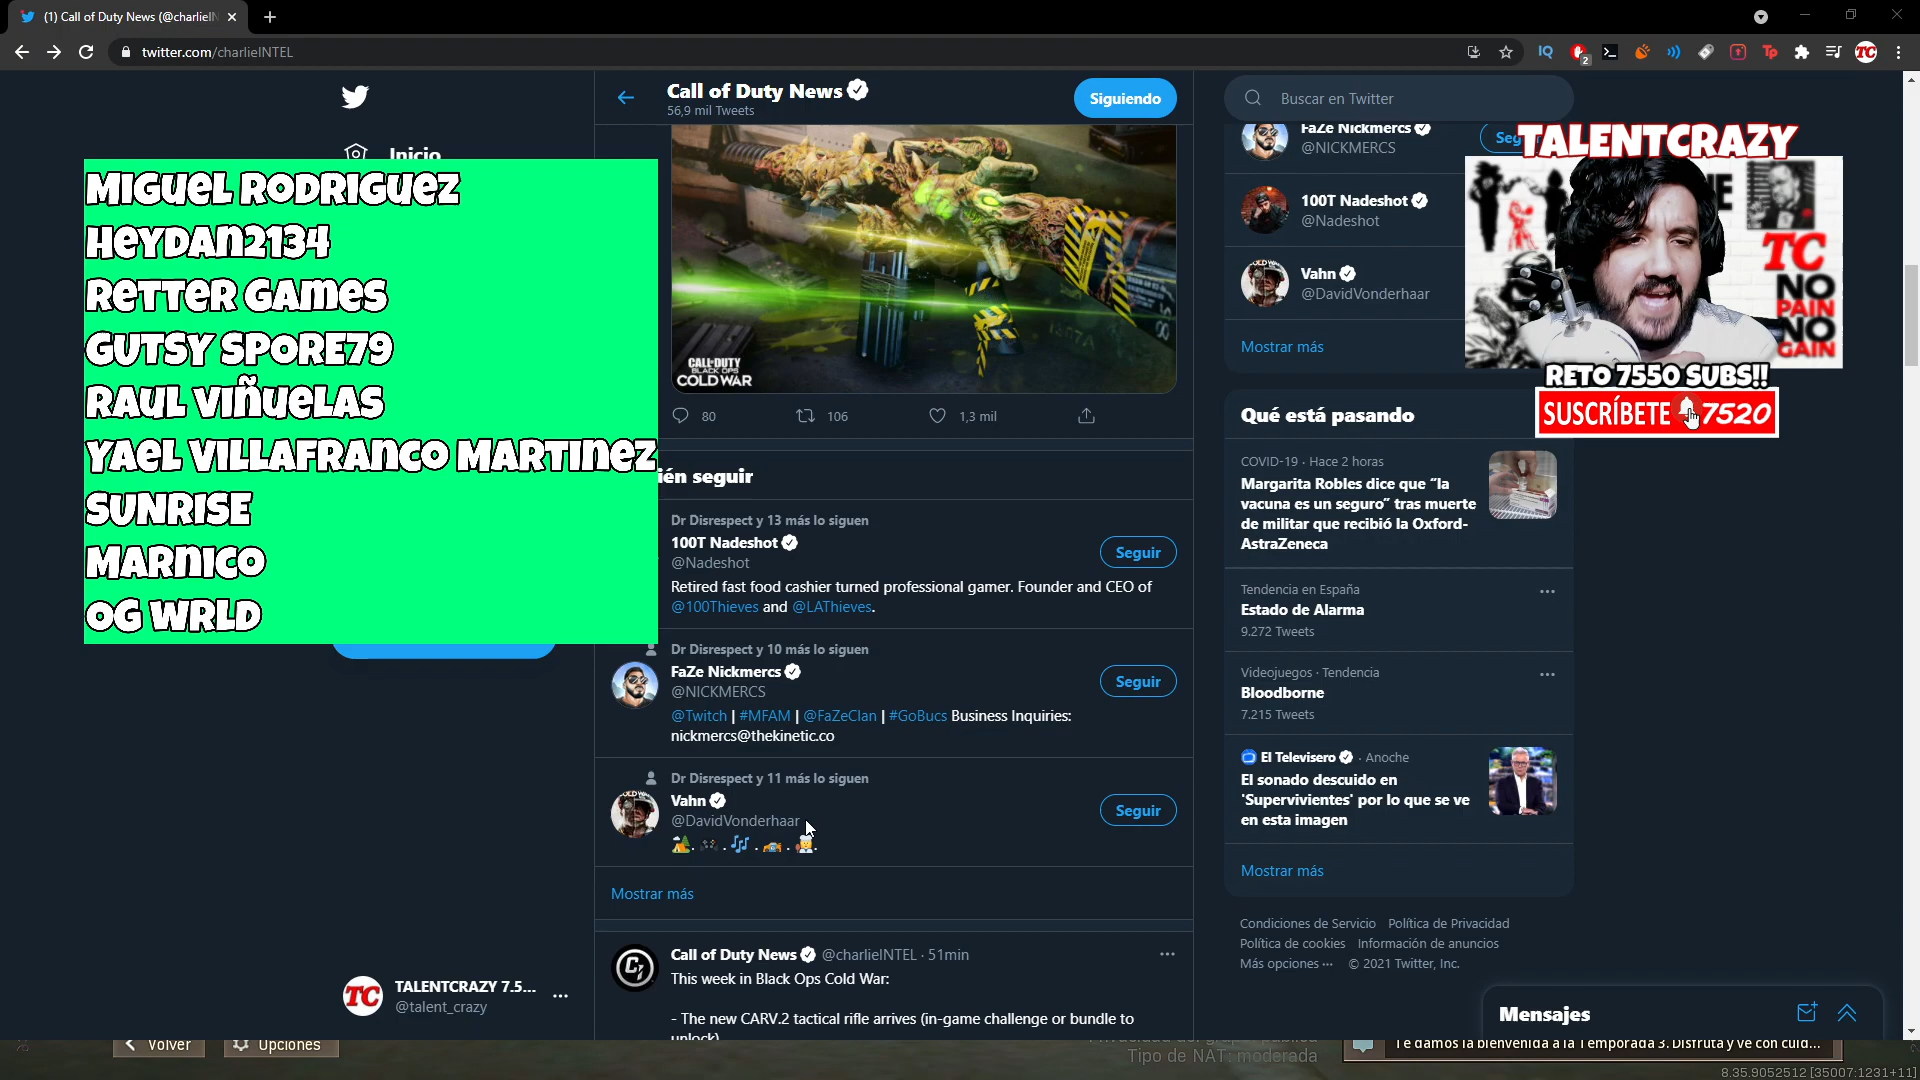 (1) Call of Duty News (@charlieIN
twitter.com/charlieINTEL
2
TC
Inicio
MIGUEL RODRIGUEZ
HEYDAN2134
RETTER GAMES
GUTSY SPORE79
RAUL VIÑUELAS
YAEL VILLAFRANCO MARTINEZ
SUNRISE
MARNICO
OG WRLD
TC
TALENTCRAZY 7.5...
@talent_crazy
Call of Duty News
56,9 mil Tweets
Siguiendo
CALL OF DUTY
BLACK OPS
COLD WAR
80
106
1,3 mil
ién seguir
Dr Disrespect y 13 más lo siguen
100T Nadeshot
@Nadeshot
Seguir
Retired fast food cashier turned professional gamer. Founder and CEO of
@100Thieves and @LAThieves.
Dr Disrespect y 10 más lo siguen
FaZe Nickmercs
@NICKMERCS
Seguir
@Twitch | #MFAM | @FaZeClan | #GoBucs Business Inquiries:
nickmercs@thekinetic.co
Dr Disrespect y 11 más lo siguen
Vahn
@DavidVonderhaar
Seguir
🏕. 🎮 . 🎶 . 🚘 . 👨‍🍳.
Mostrar más
Call of Duty News @charlieINTEL · 51min
This week in Black Ops Cold War:
- The new CARV.2 tactical rifle arrives (in-game challenge or bundle to
unlock)
Buscar en Twitter
FaZe Nickmercs
@NICKMERCS
Seg
100T Nadeshot
@Nadeshot
Vahn
@DavidVonderhaar
Mostrar más
TALENTCRAZY
TC
NO
PAIN
NO
GAIN
RETO 7550 SUBS!!
SUSCRÍBETE 7520
Qué está pasando
COVID-19 · Hace 2 horas
Margarita Robles dice que "la
vacuna es un seguro" tras muerte
de militar que recibió la Oxford-
AstraZeneca
Tendencia en España
Estado de Alarma
9.272 Tweets
Videojuegos · Tendencia
Bloodborne
7.215 Tweets
El Televisero · Anoche
El sonado descuido en
'Supervivientes' por lo que se ve
en esta imagen
Mostrar más
Condiciones de Servicio Política de Privacidad
Política de cookies Información de anuncios
Más opciones ··· © 2021 Twitter, Inc.
Mensajes
Volver
Opciones
Tipo de NAT: moderada
Te damos la bienvenida a la Temporada 3. Disfruta y ve con cuid...
8.35.9052512 [35007:1231+11]